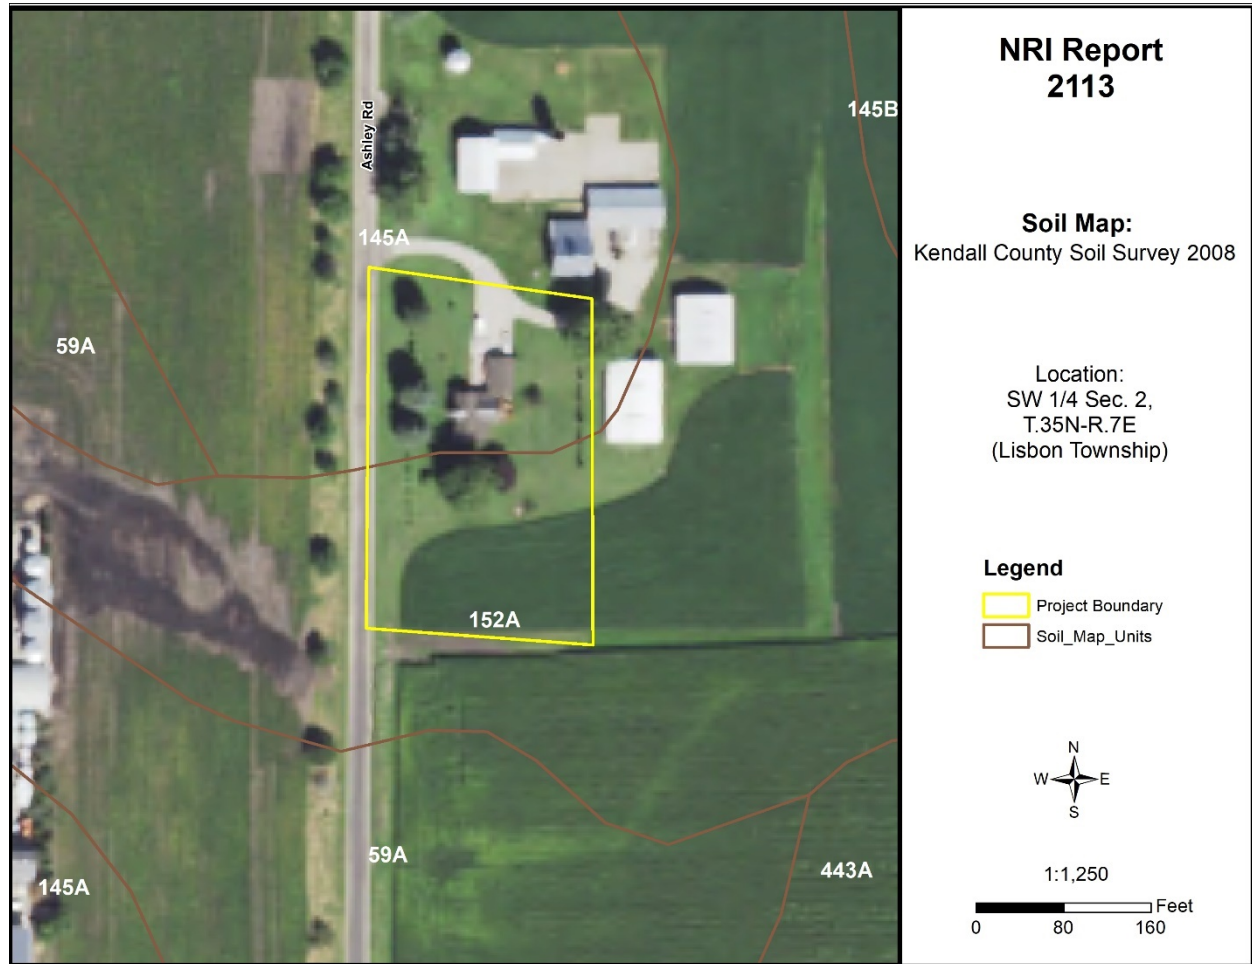 NRI Report
2113
Soil Map:
Kendall County Soil Survey 2008
Location:
SW 1/4 Sec. 2,
T.35N-R.7E
(Lisbon Township)
Legend
Project Boundary
Soil_Map_Units
N
W E
S
1:1,250
Feet
0 80 160
Ashley Rd
145B
145A
59A
152A
59A
443A
145A